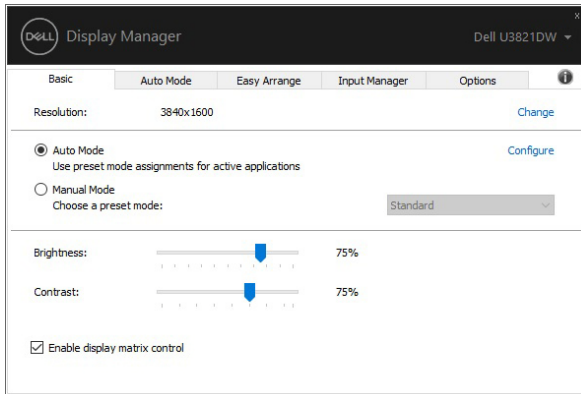 DELL Display Manager
Dell U3821DW
x
Basic Auto Mode Easy Arrange Input Manager Options i
Resolution: 3840x1600 Change
Auto Mode Configure
Use preset mode assignments for active applications
Manual Mode
Choose a preset mode: Standard
Brightness: 75%
Contrast: 75%
Enable display matrix control